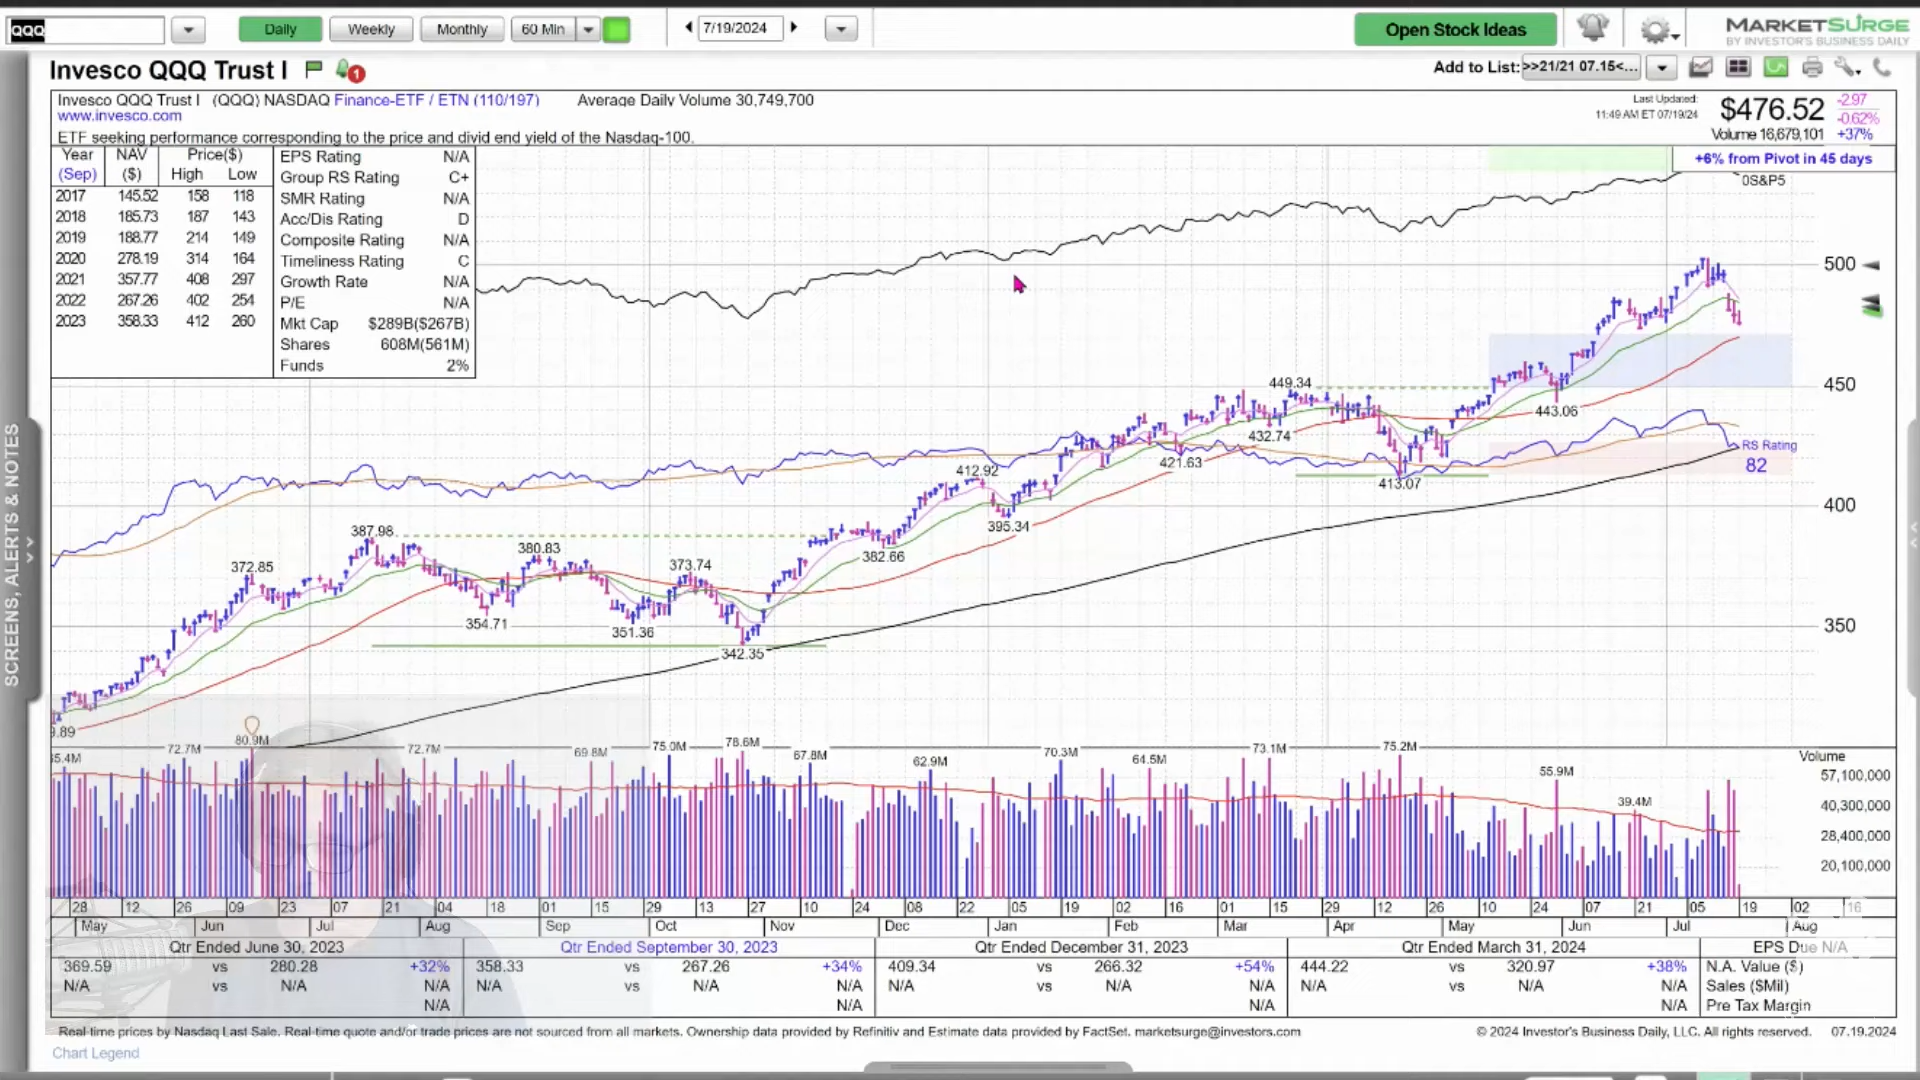 QQQ Daily Weekly Monthly 60 Min 7/19/2024 Open Stock Ideas MARKETSURGE
BY INVESTOR'S BUSINESS DAILY
Invesco QQQ Trust I 1 Add to List: >>21/21 07.15<...
Invesco QQQ Trust I (QQQ) NASDAQ Finance-ETF / ETN (110/197) Average Daily Volume 30,749,700
www.invesco.com
ETF seeking performance corresponding to the price and divid end yield of the Nasdaq-100.
Last Updated: $476.52 -2.97
11:49 AM ET 07/19/24 -0.62%
Volume 16,679,101 +37%
+6% from Pivot in 45 days
0S&P5
Year NAV Price($)
(Sep) ($) High Low
2017 145.52 158 118
2018 185.73 187 143
2019 188.77 214 149
2020 278.19 314 164
2021 357.77 408 297
2022 267.26 402 254
2023 358.33 412 260
EPS Rating N/A
Group RS Rating C+
SMR Rating N/A
Acc/Dis Rating D
Composite Rating N/A
Timeliness Rating C
Growth Rate N/A
P/E N/A
Mkt Cap $289B($267B)
Shares 608M(561M)
Funds 2%
SCREENS, ALERTS & NOTES
500
450
400
350
449.34
443.06
432.74
421.63
413.07
412.92
395.34
387.98
382.66
380.83
373.74
372.85
354.71
351.36
342.35
.89
RS Rating
82
5.4M 72.7M 80.9M 72.7M 69.8M 75.0M 78.6M 67.8M 62.9M 70.3M 64.5M 73.1M 75.2M 55.9M 39.4M
Volume
57,100,000
40,300,000
28,400,000
20,100,000
28 12 26 09 23 07 21 04 18 01 15 29 13 27 10 24 08 22 05 19 02 16 01 15 29 12 26 10 24 07 21 05 19 02 16
May Jun Jul Aug Sep Oct Nov Dec Jan Feb Mar Apr May Jun Jul Aug
Qtr Ended June 30, 2023 Qtr Ended September 30, 2023 Qtr Ended December 31, 2023 Qtr Ended March 31, 2024 EPS Due N/A
369.59 vs 280.28 +32% 358.33 vs 267.26 +34% 409.34 vs 266.32 +54% 444.22 vs 320.97 +38% N.A. Value ($)
N/A vs N/A N/A N/A vs N/A N/A N/A vs N/A N/A N/A vs N/A N/A Sales ($Mil)
N/A N/A N/A N/A Pre Tax Margin
Real-time prices by Nasdaq Last Sale. Real-time quote and/or trade prices are not sourced from all markets. Ownership data provided by Refinitiv and Estimate data provided by FactSet. marketsurge@investors.com © 2024 Investor's Business Daily, LLC. All rights reserved. 07.19.2024
Chart Legend